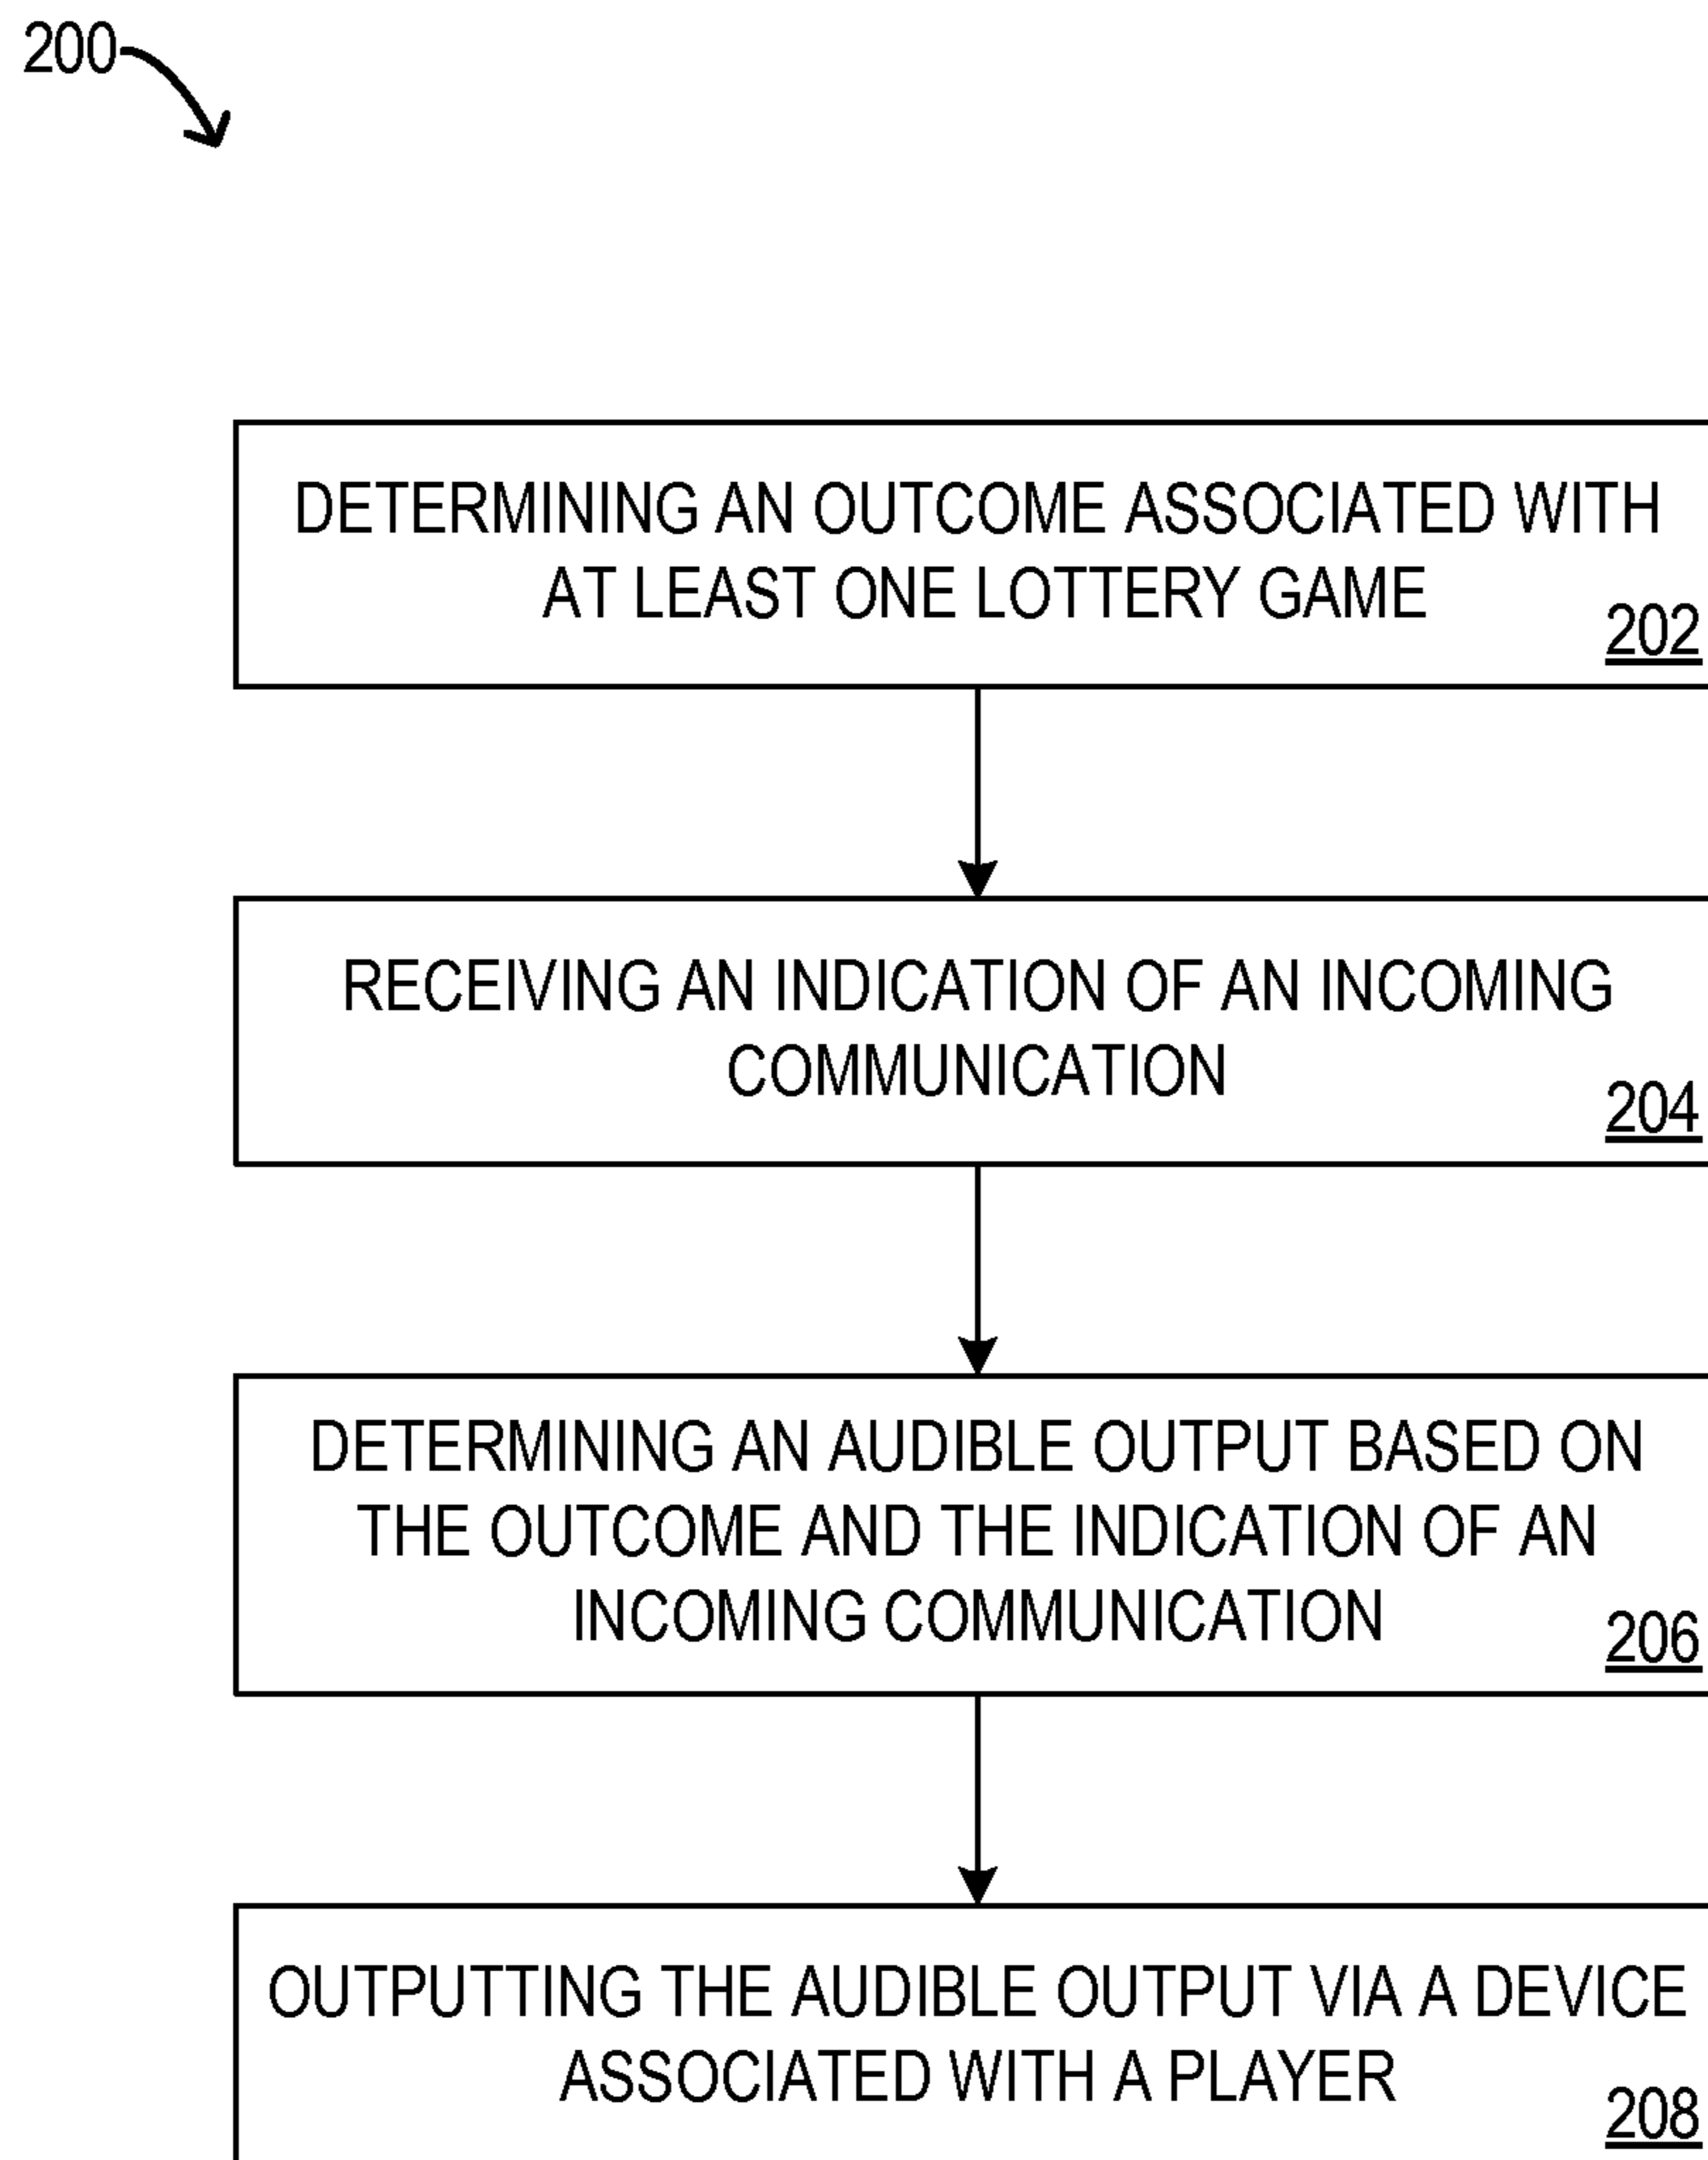 200
DETERMINING AN OUTCOME ASSOCIATED WITH
AT LEAST ONE LOTTERY GAME
202
RECEIVING AN INDICATION OF AN INCOMING
COMMUNICATION
204
DETERMINING AN AUDIBLE OUTPUT BASED ON
THE OUTCOME AND THE INDICATION OF AN
INCOMING COMMUNICATION
206
OUTPUTTING THE AUDIBLE OUTPUT VIA A DEVICE
ASSOCIATED WITH A PLAYER
208